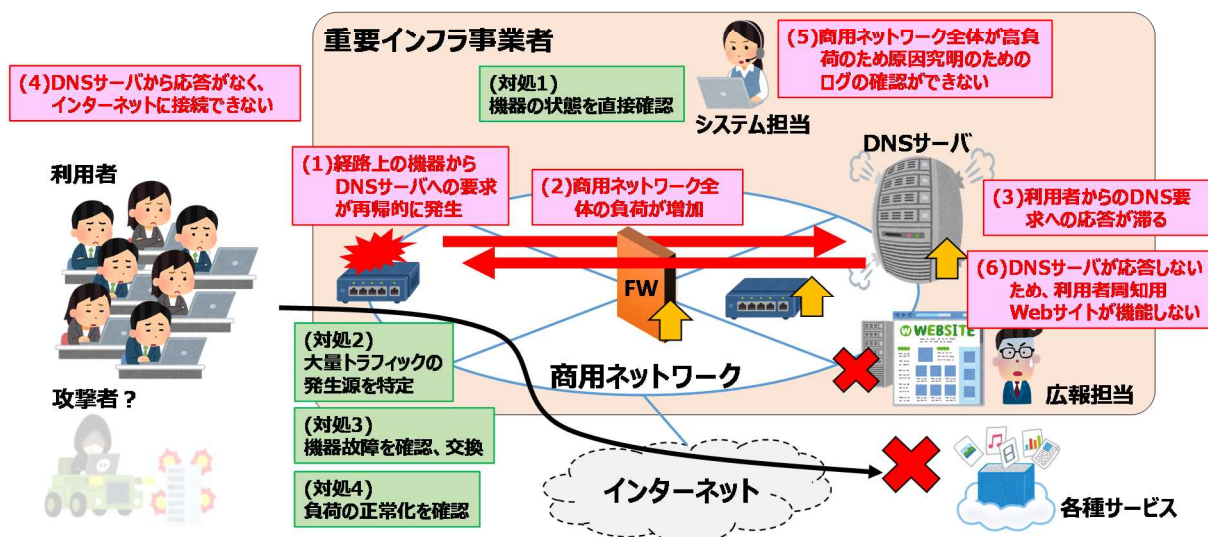 重要インフラ事業者
(5)商用ネットワーク全体が高負
荷のため原因究明のための
ログの確認ができない
(4)DNSサーバから応答がなく、
インターネットに接続できない
(対処1)
機器の状態を直接確認
システム担当
DNSサーバ
利用者
(1)経路上の機器から
DNSサーバへの要求
が再帰的に発生
(2)商用ネットワーク全
体の負荷が増加
(3)利用者からのDNS要
求への応答が滞る
FW
(6)DNSサーバが応答しない
ため、利用者周知用
Webサイトが機能しない
W WEBSITE
(対処2)
大量トラフィックの
発生源を特定
商用ネットワーク
広報担当
攻撃者？
(対処3)
機器故障を確認、交換
(対処4)
負荷の正常化を確認
インターネット
各種サービス